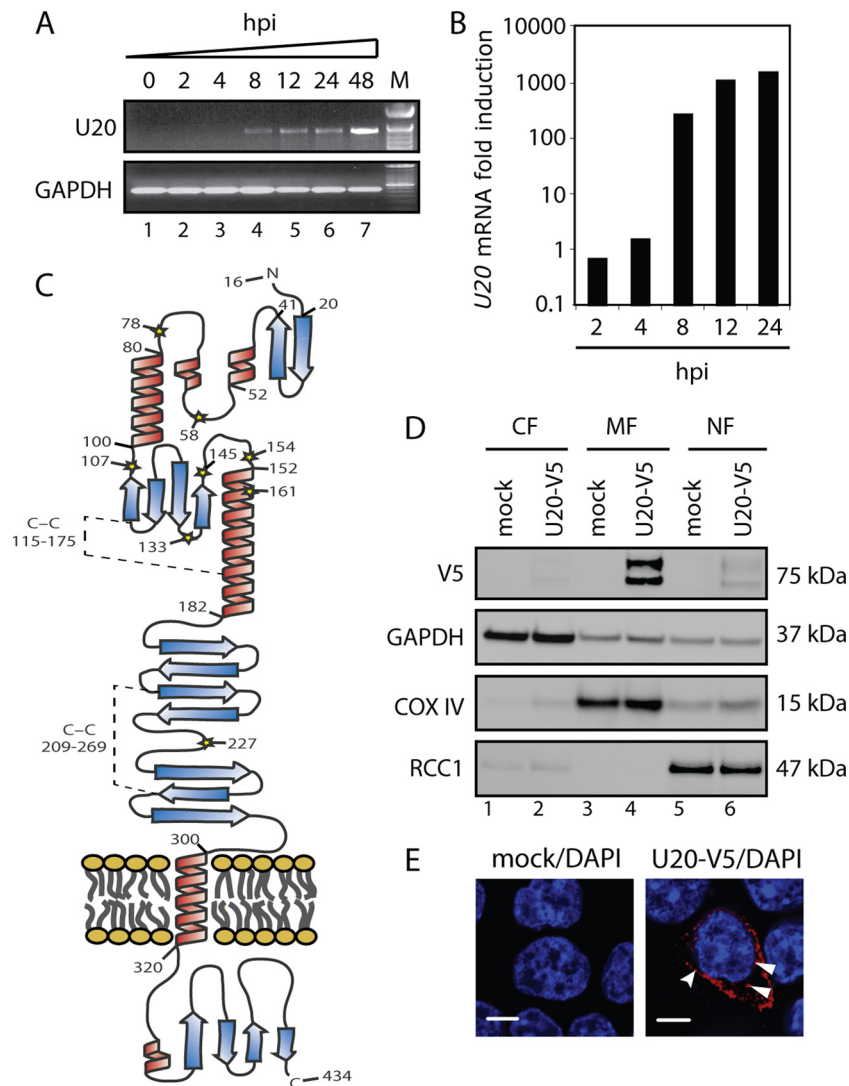 A
hpi
0 2 4 8 12 24 48 M
U20
GAPDH
1 2 3 4 5 6 7
B
U20 mRNA fold induction
10000
1000
100
10
1
0.1
2 4 8 12 24
hpi
C
16 N
41 20
78
80
52
58
100
107
145 154
152
161
C–C
115-175
133
182
C–C
209-269
227
300
320
C 434
D
CF MF NF
mock U20-V5 mock U20-V5 mock U20-V5
V5 75 kDa
GAPDH 37 kDa
COX IV 15 kDa
RCC1 47 kDa
1 2 3 4 5 6
E
mock/DAPI U20-V5/DAPI